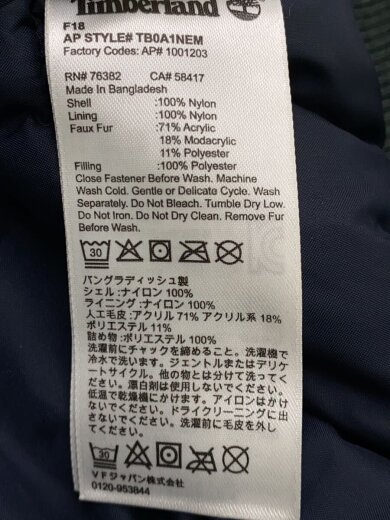 Timberland
F18
AP STYLE# TB0A1NEM
Factory Codes: AP# 1001203
RN# 76382 CA# 58417
Made In Bangladesh
Shell :100% Nylon
Lining :100% Nylon
Faux Fur :71% Acrylic
18% Modacrylic
11% Polyester
Filling :100% Polyester
Close Fastener Before Wash. Machine
Wash Cold. Gentle or Delicate Cycle. Wash
Separately. Do Not Bleach. Tumble Dry Low.
Do Not Iron. Do Not Dry Clean. Remove Fur
Before Wash.
30
バングラディッシュ製
シェル :ナイロン 100%
ライニング :ナイロン 100%
人工毛皮 :アクリル 71% アクリル系 18%
ポリエステル 11%
詰め物 :ポリエステル 100%
洗濯前にチャックを締めること。洗濯機で
冷水で洗います。ジェントルまたはデリケ
ートサイクル。他の物とは分けて洗ってく
ださい。漂白剤は使用しないでください。
低温で乾燥機にかけます。アイロンはかけ
ないでください。ドライクリーニングに出
さないでください。洗濯前に毛皮を外し
てください。
30
VFジャパン株式会社
0120-953844